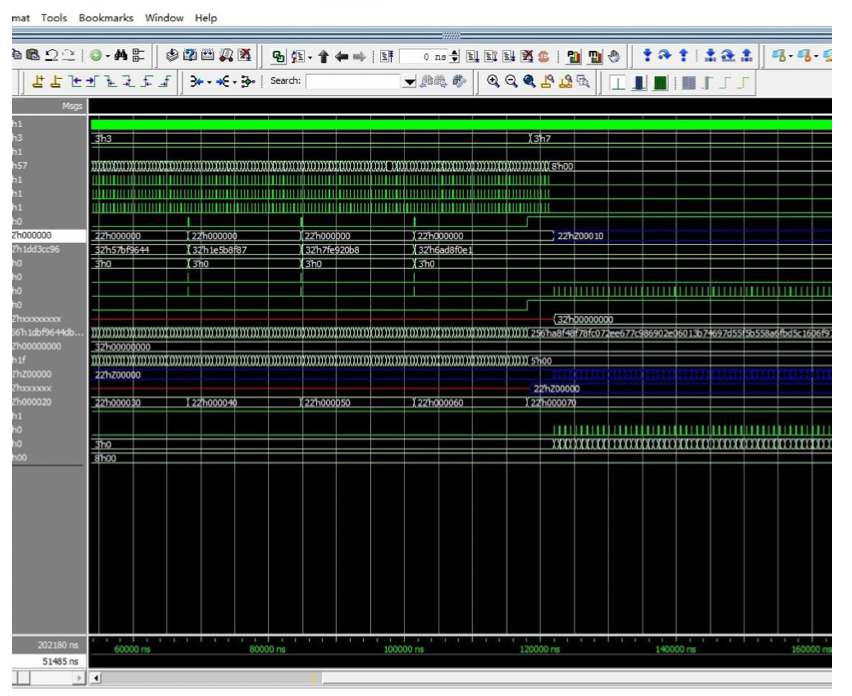 mat Tools Bookmarks Window Help
0 ns
Search:
Msgs
h1
h3 3'h3 3'h7
h1
h57 8'h00
h1
h1
h1
h0
2'h000000 22'h000000 22'h000000 22'h000000 22'h000000 22'hZ00010
2'h1dd3cc96 32'h57bf9644 32'h1e5b8f87 32'h7fe920b8 32'h6ad8f0e1
h0 3'h0 3'h0 3'h0 3'h0
h0
h0
h0
2'hxxxxxxxx 32'h00000000
56'h1dbf9644db... 256'ha8f48f78fc072ee677c986902e06013b74697d55f5b558a6fbd5c1606f9
2'h00000000 32'h00000000
h1f 5'h00
2'hZ00000 22'hZ00000
2'hxxxxxx 22'hZ00000
2'h000020 22'h000030 22'h000040 22'h000050 22'h000060 22'h000070
h1
h0
h0 3'h0
h00 8'h00
202180 ns 60000 ns 80000 ns 100000 ns 120000 ns 140000 ns 160000 ns
51485 ns